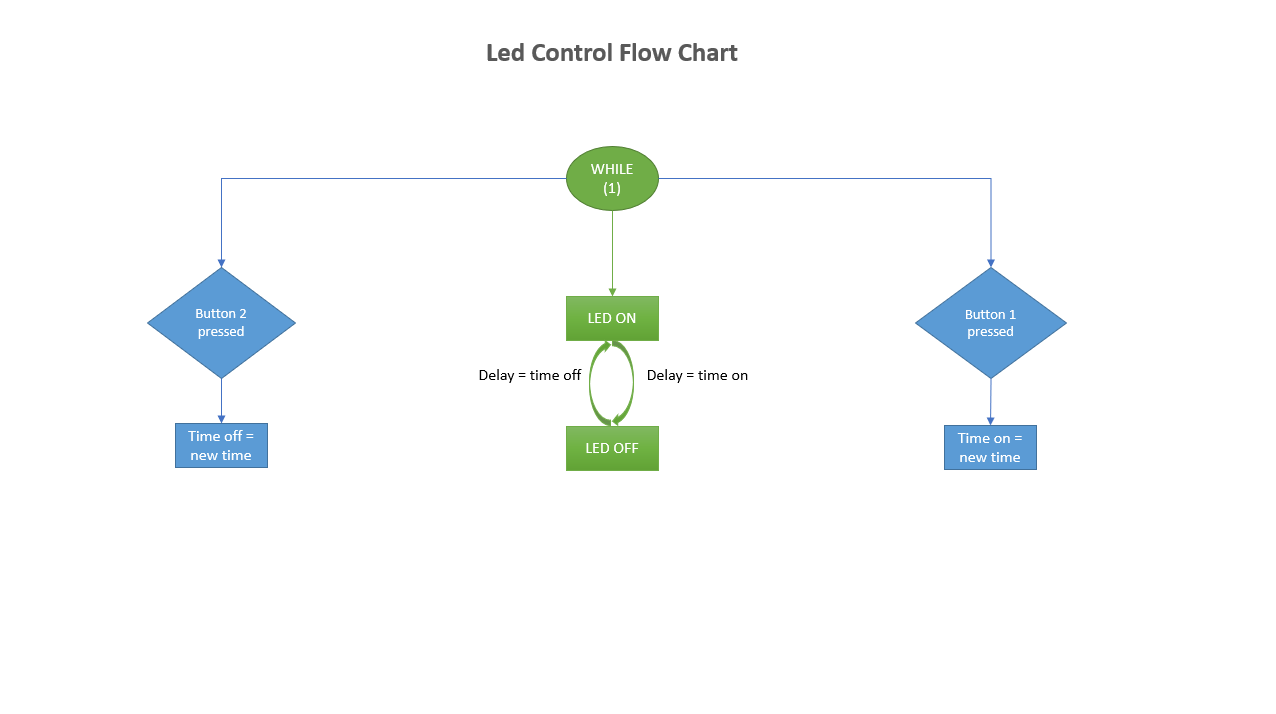 Led Control Flow Chart
WHILE
(1)
Button 2
pressed
LED ON
Button 1
pressed
Delay = time off
Delay = time on
Time off =
new time
LED OFF
Time on =
new time